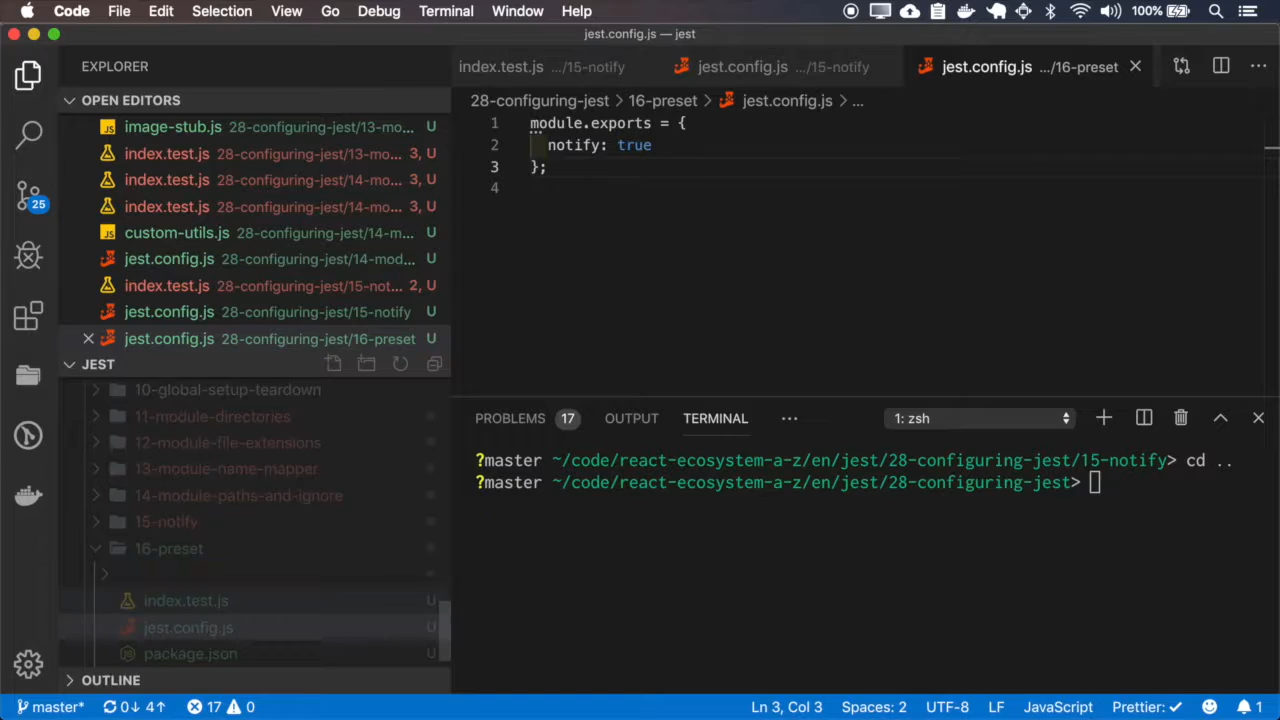 Code File Edit Selection View Go Debug Terminal Window Help 100%
jest.config.js — jest
EXPLORER
index.test.js .../15-notify jest.config.js .../15-notify jest.config.js .../16-preset
OPEN EDITORS
28-configuring-jest > 16-preset > jest.config.js > ...
image-stub.js 28-configuring-jest/13-mo... U
index.test.js 28-configuring-jest/13-mo... 3, U
index.test.js 28-configuring-jest/14-mo... 3, U
index.test.js 28-configuring-jest/14-mo... 3, U
custom-utils.js 28-configuring-jest/14-m... U
jest.config.js 28-configuring-jest/14-mod... U
index.test.js 28-configuring-jest/15-not... 2, U
jest.config.js 28-configuring-jest/15-notify U
jest.config.js 28-configuring-jest/16-preset U
1 module.exports = {
2 notify: true
3 };
4
25
JEST
10-global-setup-teardown
11-module-directories
12-module-file-extensions
13-module-name-mapper
14-module-paths-and-ignore
15-notify
16-preset
index.test.js U
jest.config.js U
package.json U
OUTLINE
PROBLEMS 17 OUTPUT TERMINAL ... 1: zsh
?master ~/code/react-ecosystem-a-z/en/jest/28-configuring-jest/15-notify> cd ..
?master ~/code/react-ecosystem-a-z/en/jest/28-configuring-jest>
master* 0↓ 4↑ 17 0 Ln 3, Col 3 Spaces: 2 UTF-8 LF JavaScript Prettier: ✓ 1